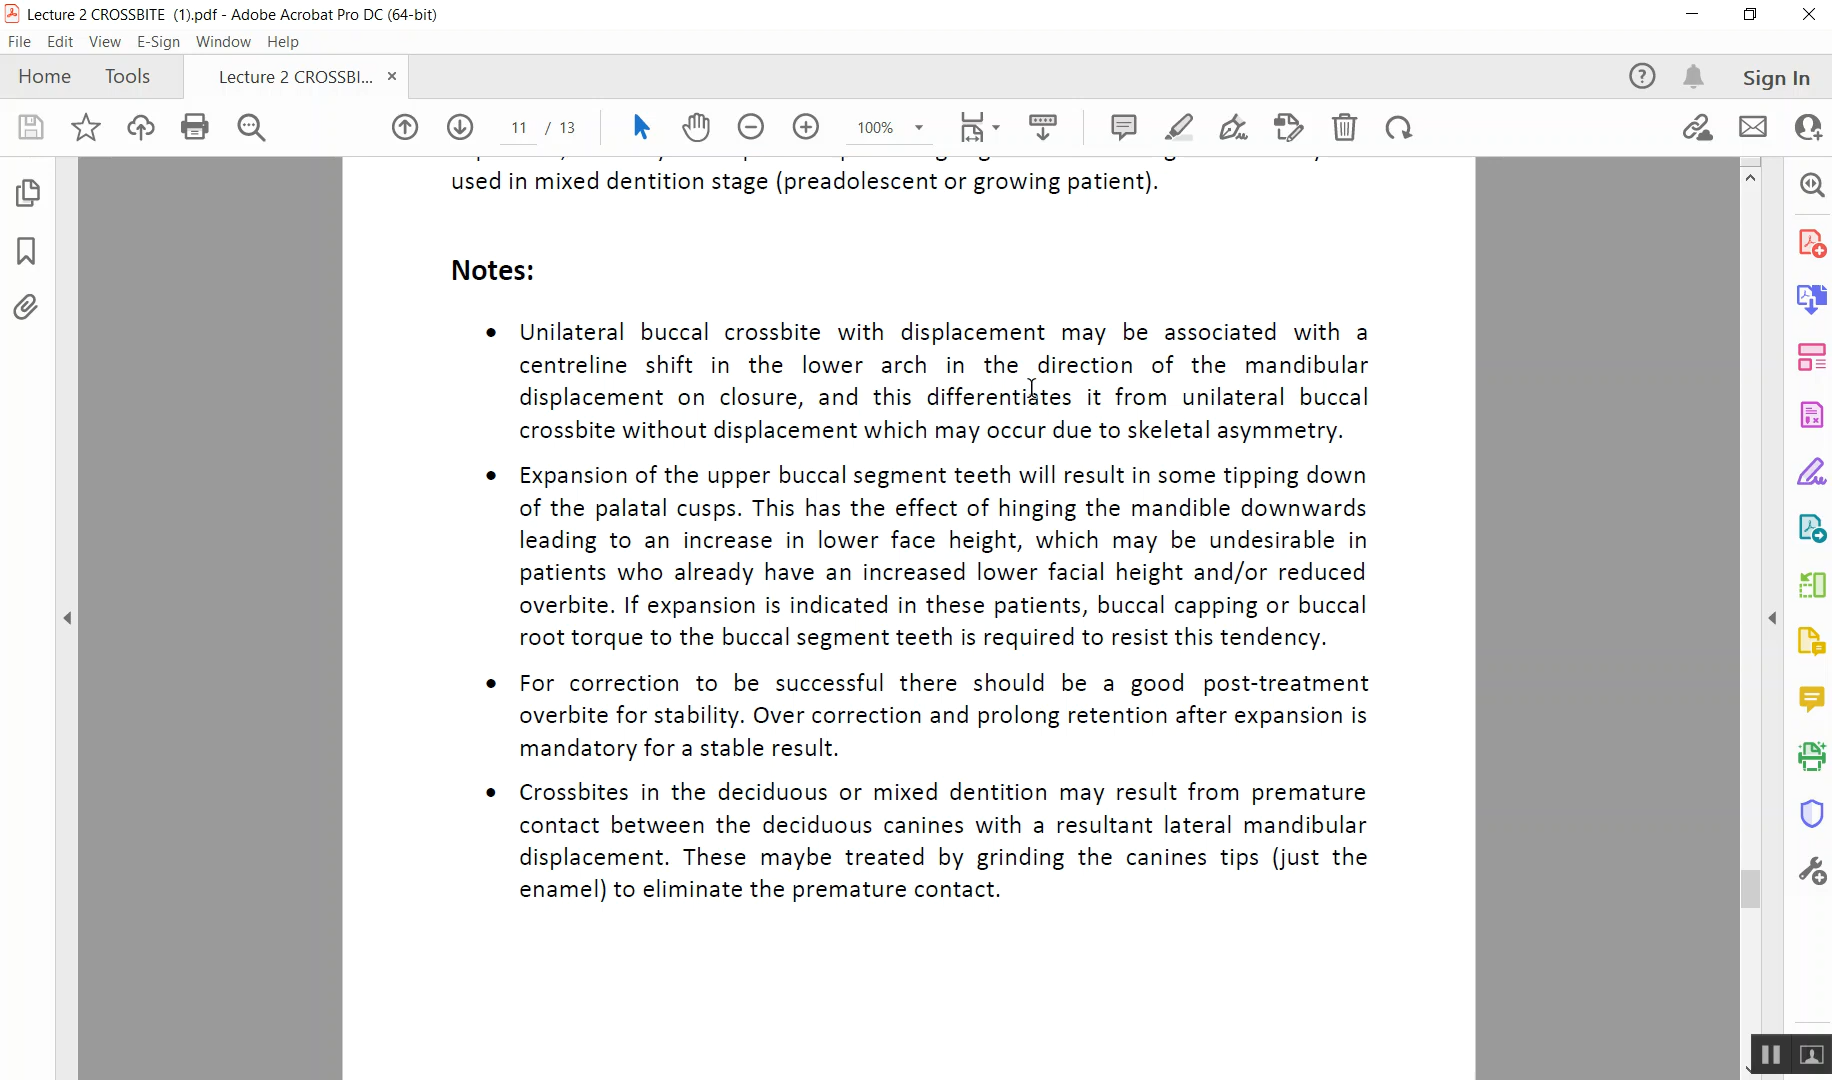 Lecture 2 CROSSBITE (1).pdf - Adobe Acrobat Pro DC (64-bit)
File Edit View E-Sign Window Help
Home Tools Lecture 2 CROSSBI... × Sign In
11 / 13 100%
used in mixed dentition stage (preadolescent or growing patient).
Notes:
• Unilateral buccal crossbite with displacement may be associated with a
centreline shift in the lower arch in the direction of the mandibular
displacement on closure, and this differentiates it from unilateral buccal
crossbite without displacement which may occur due to skeletal asymmetry.
• Expansion of the upper buccal segment teeth will result in some tipping down
of the palatal cusps. This has the effect of hinging the mandible downwards
leading to an increase in lower face height, which may be undesirable in
patients who already have an increased lower facial height and/or reduced
overbite. If expansion is indicated in these patients, buccal capping or buccal
root torque to the buccal segment teeth is required to resist this tendency.
• For correction to be successful there should be a good post-treatment
overbite for stability. Over correction and prolong retention after expansion is
mandatory for a stable result.
• Crossbites in the deciduous or mixed dentition may result from premature
contact between the deciduous canines with a resultant lateral mandibular
displacement. These maybe treated by grinding the canines tips (just the
enamel) to eliminate the premature contact.